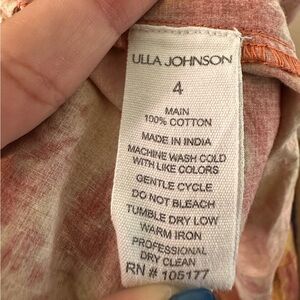 ULLA JOHNSON
4
MAIN
100% COTTON
MADE IN INDIA
MACHINE WASH COLD
WITH LIKE COLORS
GENTLE CYCLE
DO NOT BLEACH
TUMBLE DRY LOW
WARM IRON
PROFESSIONAL
DRY CLEAN
RN # 105177